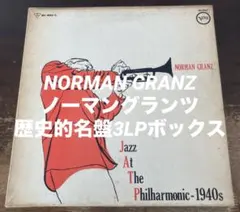 verve
NORMAN GRANZ
NORMAN GRANZ
ノーマングランツ
歴史的名盤3LPボックス
Jazz
At
The
Philharmonic-1940s